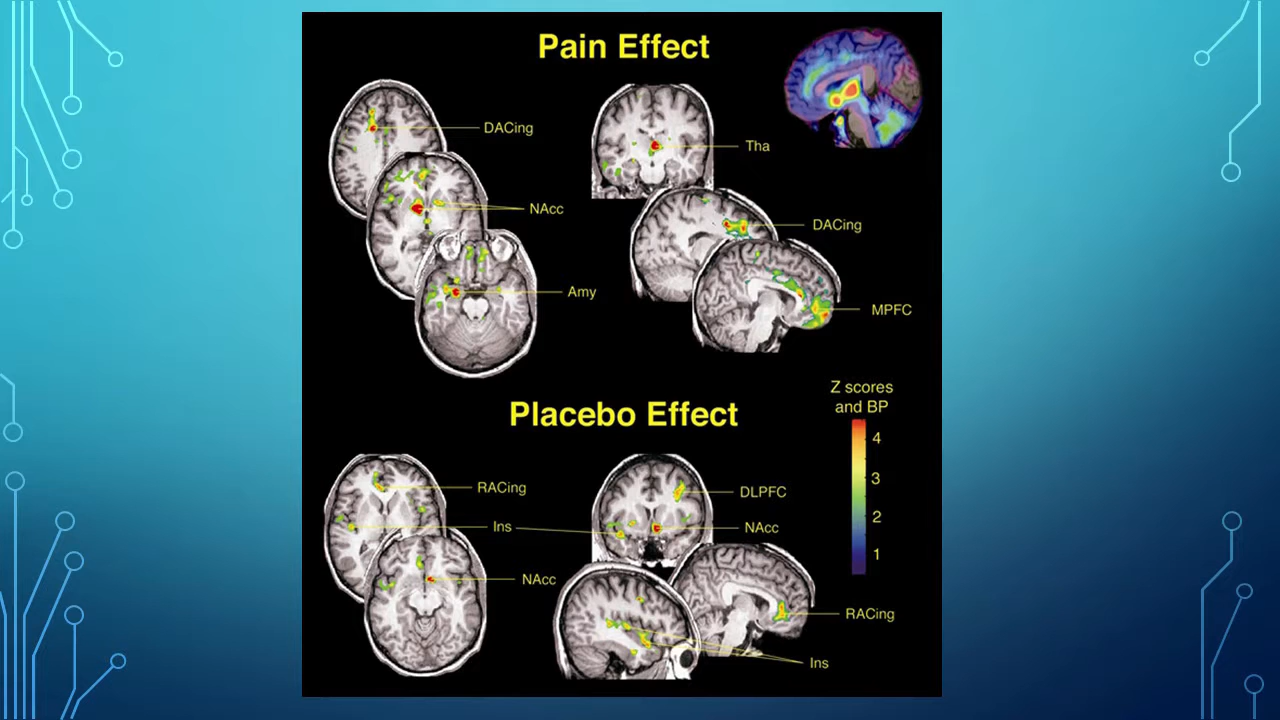 Pain Effect
DACing
NAcc
Amy
Tha
DACing
MPFC
Placebo Effect
Z scores
and BP
4
3
2
1
RACing
Ins
NAcc
DLPFC
NAcc
RACing
Ins